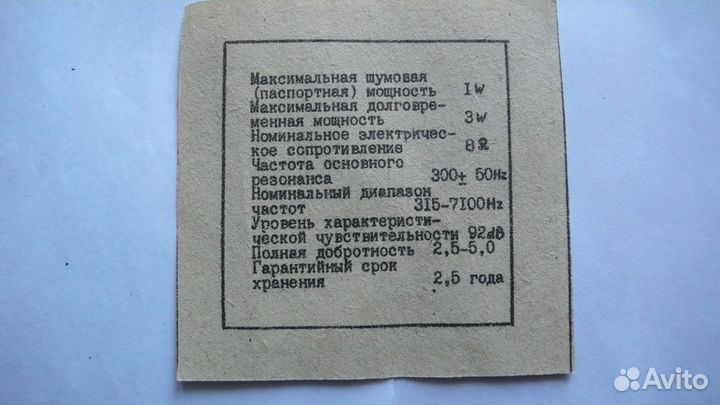 Максимальная шумовая
(паспортная) мощность 1W
Максимальная долговре-
менная мощность 3W
Номинальное электричес-
кое сопротивление 8Ω
Частота основного
резонанса 300± 50Hz
Номинальный диапазон
частот 315-7100Hz
Уровень характеристи-
ческой чувствительности 92dB
Полная добротность 2,5-5,0
Гарантийный срок
хранения 2,5 года
Avito